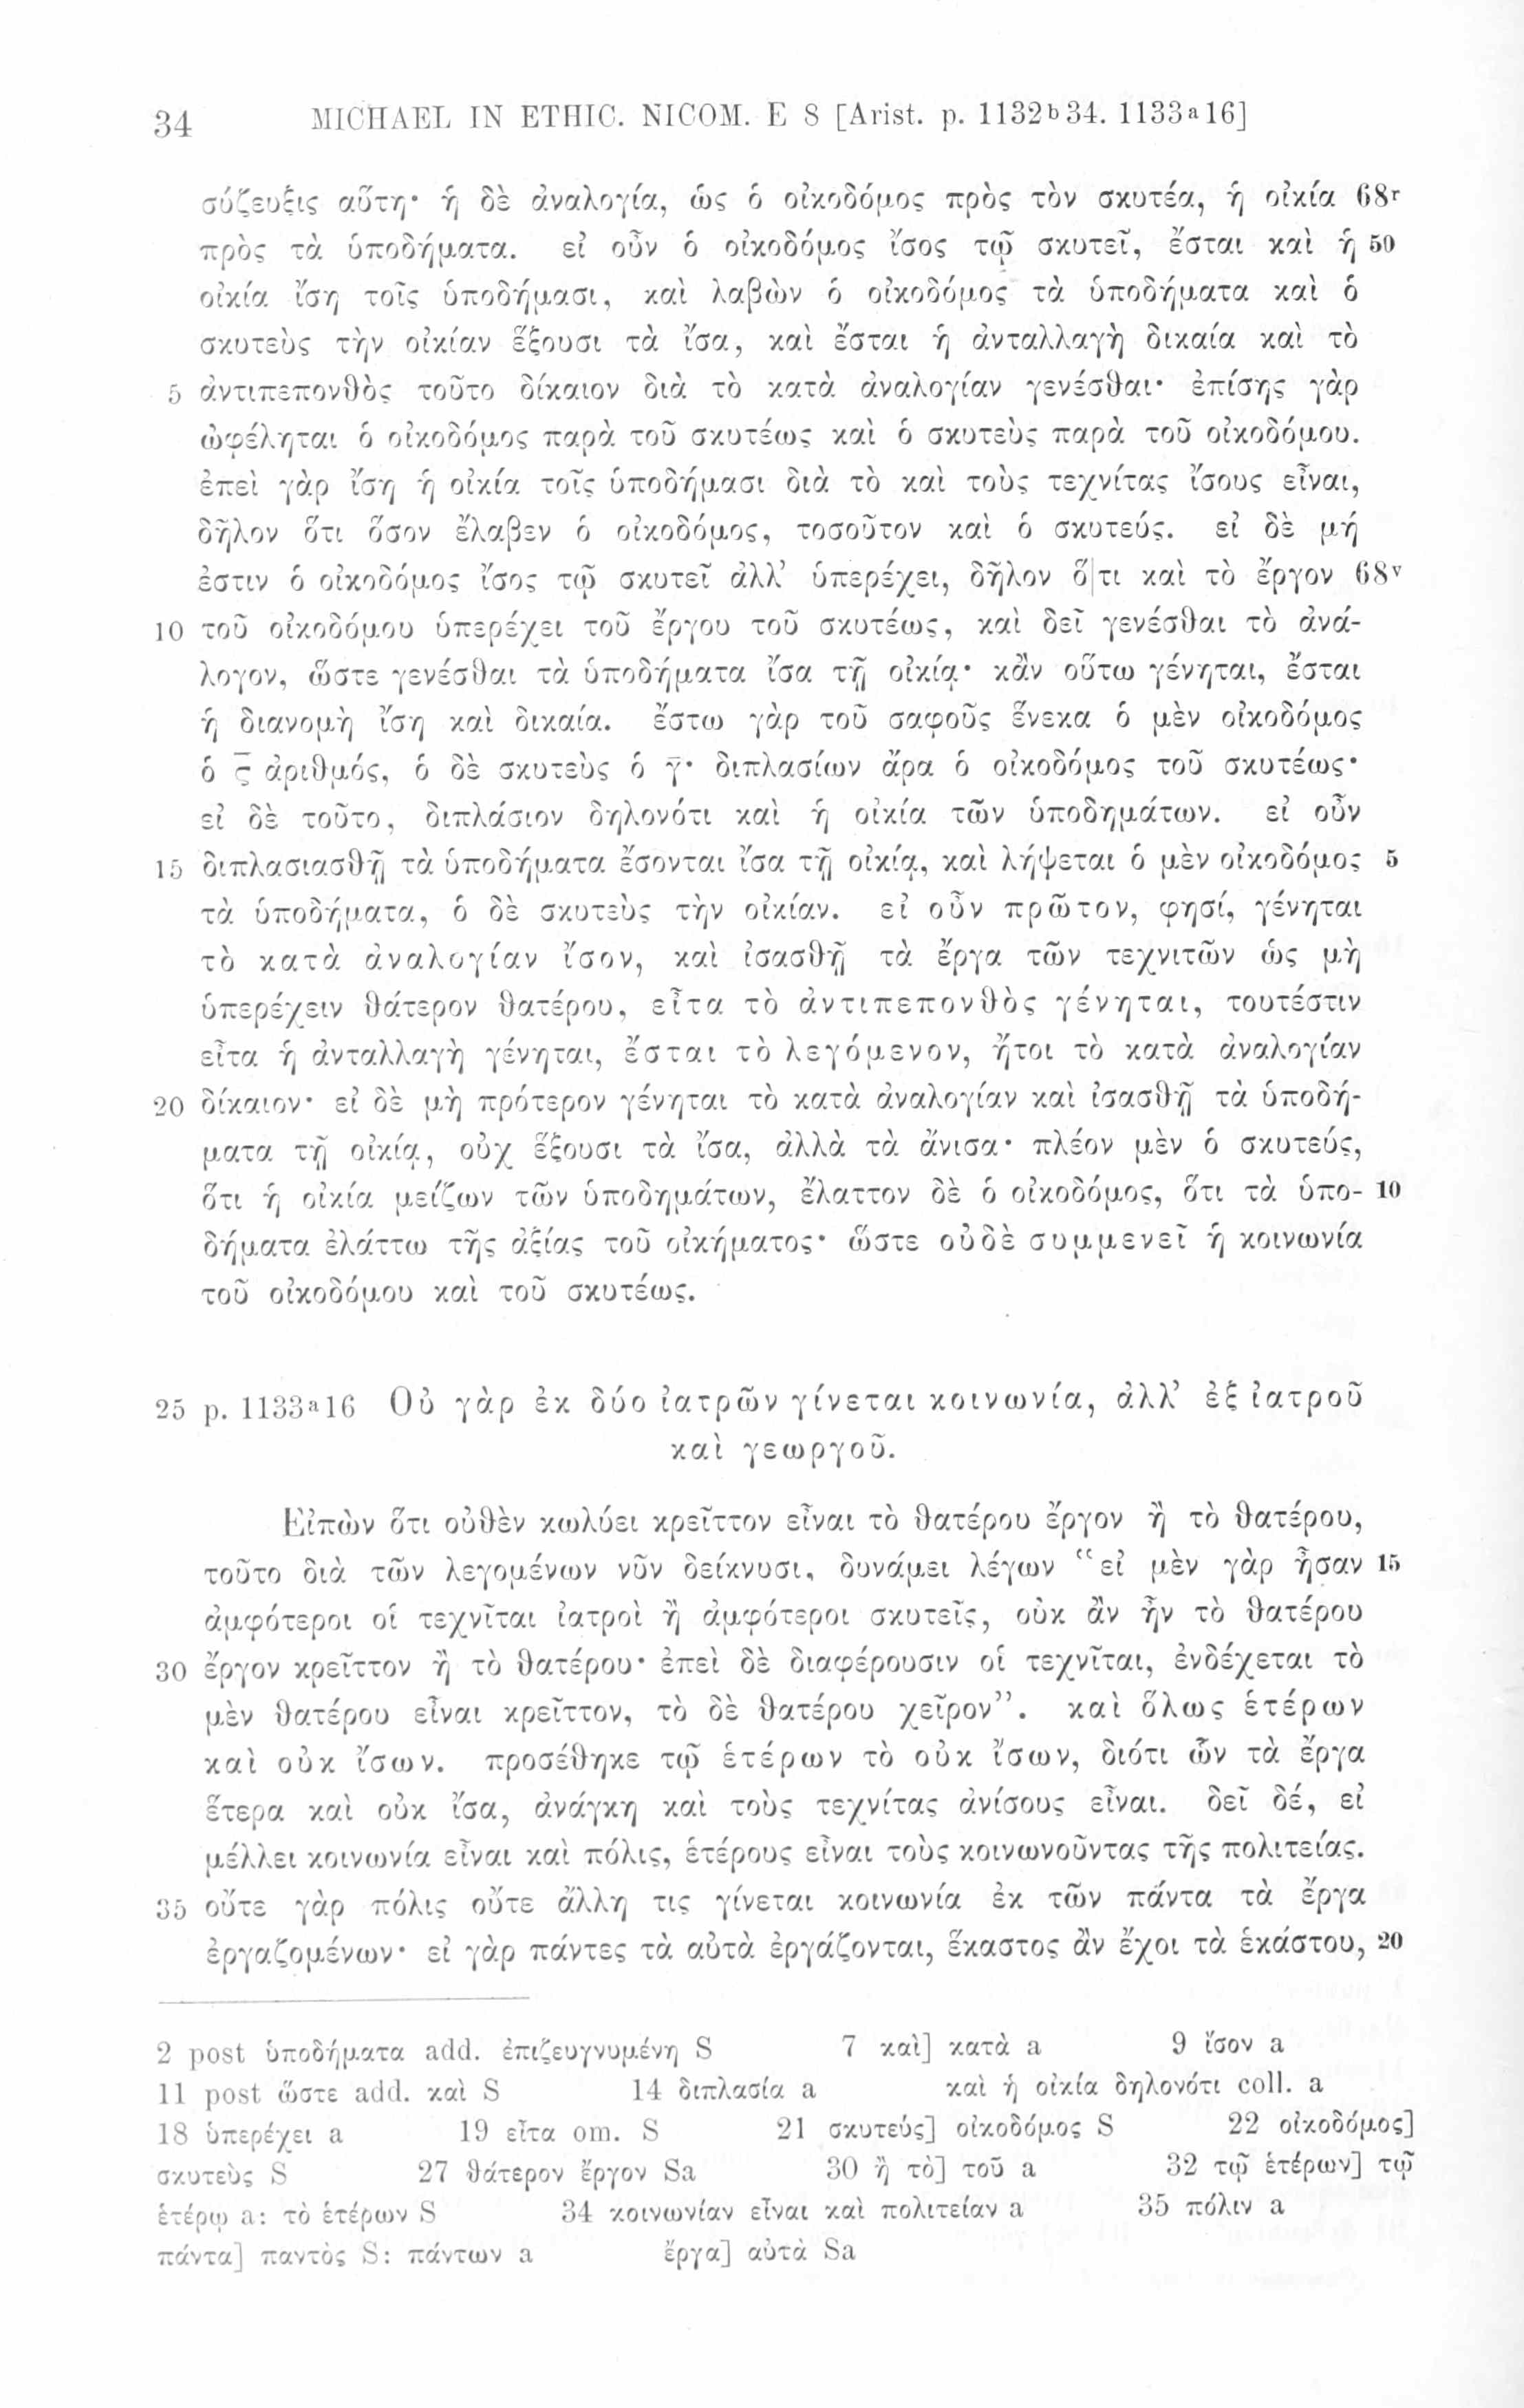 34 MICHAEL IN ETHIC. NICOM. E 8 [Arist. p. 1132b34. 1133a16]
σύζευξις αὕτη· ἡ δὲ ἀναλογία, ὡς ὁ οἰκοδόμος πρὸς τὸν σκυτέα, ἡ οἰκία 68r
πρὸς τὰ ὑποδήματα. εἰ οὖν ὁ οἰκοδόμος ἴσος τῷ σκυτεῖ, ἔσται καὶ ἡ 50
οἰκία ἴση τοῖς ὑποδήμασι, καὶ λαβὼν ὁ οἰκοδόμος τὰ ὑποδήματα καὶ ὁ
σκυτεὺς τὴν οἰκίαν ἕξουσι τὰ ἴσα, καὶ ἔσται ἡ ἀνταλλαγὴ δικαία καὶ τὸ
5 ἀντιπεπονθὸς τοῦτο δίκαιον διὰ τὸ κατὰ ἀναλογίαν γενέσθαι· ἐπίσης γὰρ
ὠφέληται ὁ οἰκοδόμος παρὰ τοῦ σκυτέως καὶ ὁ σκυτεὺς παρὰ τοῦ οἰκοδόμου.
ἐπεὶ γὰρ ἴση ἡ οἰκία τοῖς ὑποδήμασι διὰ τὸ καὶ τοὺς τεχνίτας ἴσους εἶναι,
δῆλον ὅτι ὅσον ἔλαβεν ὁ οἰκοδόμος, τοσοῦτον καὶ ὁ σκυτεύς. εἰ δὲ μή
ἐστιν ὁ οἰκοδόμος ἴσος τῷ σκυτεῖ ἀλλ’ ὑπερέχει, δῆλον ὅ|τι καὶ τὸ ἔργον 68v
10 τοῦ οἰκοδόμου ὑπερέχει τοῦ ἔργου τοῦ σκυτέως, καὶ δεῖ γενέσθαι τὸ ἀνά-
λογον, ὥστε γενέσθαι τὰ ὑποδήματα ἴσα τῇ οἰκίᾳ· κἂν οὕτω γένηται, ἔσται
ἡ διανομὴ ἴση καὶ δικαία. ἔστω γὰρ τοῦ σαφοῦς ἕνεκα ὁ μὲν οἰκοδόμος
ὁ ϛ̅ ἀριθμός, ὁ δὲ σκυτεὺς ὁ γ̅· διπλασίων ἄρα ὁ οἰκοδόμος τοῦ σκυτέως·
εἰ δὲ τοῦτο, διπλάσιον δηλονότι καὶ ἡ οἰκία τῶν ὑποδημάτων. εἰ οὖν
15 διπλασιασθῇ τὰ ὑποδήματα ἔσονται ἴσα τῇ οἰκίᾳ, καὶ λήψεται ὁ μὲν οἰκοδόμος 5
τὰ ὑποδήματα, ὁ δὲ σκυτεὺς τὴν οἰκίαν. εἰ οὖν πρῶτον, φησί, γένηται
τὸ κατὰ ἀναλογίαν ἴσον, καὶ ἰσασθῇ τὰ ἔργα τῶν τεχνιτῶν ὡς μὴ
ὑπερέχειν θάτερον θατέρου, εἶτα τὸ ἀντιπεπονθὸς γένηται, τουτέστιν
εἶτα ἡ ἀνταλλαγὴ γένηται, ἔσται τὸ λεγόμενον, ἤτοι τὸ κατὰ ἀναλογίαν
20 δίκαιον· εἰ δὲ μὴ πρότερον γένηται τὸ κατὰ ἀναλογίαν καὶ ἰσασθῇ τὰ ὑποδή-
ματα τῇ οἰκίᾳ, οὐχ ἕξουσι τὰ ἴσα, ἀλλὰ τὰ ἄνισα· πλέον μὲν ὁ σκυτεύς,
ὅτι ἡ οἰκία μείζων τῶν ὑποδημάτων, ἔλαττον δὲ ὁ οἰκοδόμος, ὅτι τὰ ὑπο- 10
δήματα ἐλάττω τῆς ἀξίας τοῦ οἰκήματος· ὥστε οὐδὲ συμμενεῖ ἡ κοινωνία
τοῦ οἰκοδόμου καὶ τοῦ σκυτέως.
25 p. 1133a16 Οὐ γὰρ ἐκ δύο ἰατρῶν γίνεται κοινωνία, ἀλλ’ ἐξ ἰατροῦ
καὶ γεωργοῦ.
Εἰπὼν ὅτι οὐθὲν κωλύει κρεῖττον εἶναι τὸ θατέρου ἔργον ἢ τὸ θατέρου,
τοῦτο διὰ τῶν λεγομένων νῦν δείκνυσι, δυνάμει λέγων “εἰ μὲν γὰρ ἦσαν 15
ἀμφότεροι οἱ τεχνῖται ἰατροὶ ἢ ἀμφότεροι σκυτεῖς, οὐκ ἂν ἦν τὸ θατέρου
30 ἔργον κρεῖττον ἢ τὸ θατέρου· ἐπεὶ δὲ διαφέρουσιν οἱ τεχνῖται, ἐνδέχεται τὸ
μὲν θατέρου εἶναι κρεῖττον, τὸ δὲ θατέρου χεῖρον”. καὶ ὅλως ἑτέρων
καὶ οὐκ ἴσων. προσέθηκε τῷ ἑτέρων τὸ οὐκ ἴσων, διότι ὧν τὰ ἔργα
ἕτερα καὶ οὐκ ἴσα, ἀνάγκη καὶ τοὺς τεχνίτας ἀνίσους εἶναι. δεῖ δέ, εἰ
μέλλει κοινωνία εἶναι καὶ πόλις, ἑτέρους εἶναι τοὺς κοινωνοῦντας τῆς πολιτείας.
35 οὔτε γὰρ πόλις οὔτε ἄλλη τις γίνεται κοινωνία ἐκ τῶν πάντα τὰ ἔργα
ἐργαζομένων· εἰ γὰρ πάντες τὰ αὐτὰ ἐργάζονται, ἕκαστος ἂν ἔχοι τὰ ἑκάστου, 20
2 post ὑποδήματα add. ἐπιζευγνυμένη S 7 καὶ] κατὰ a 9 ἴσον a
11 post ὥστε add. καὶ S 14 διπλασία a καὶ ἡ οἰκία δηλονότι coll. a
18 ὑπερέχει a 19 εἶτα om. S 21 σκυτεύς] οἰκοδόμος S 22 οἰκοδόμος]
σκυτεὺς S 27 θάτερον ἔργον Sa 30 ἢ τὸ] τοῦ a 32 τῷ ἑτέρων] τῷ
ἑτέρῳ a: τὸ ἑτέρων S 34 κοινωνίαν εἶναι καὶ πολιτείαν a 35 πόλιν a
πάντα] παντὸς S: πάντων a ἔργα] αὐτὰ Sa